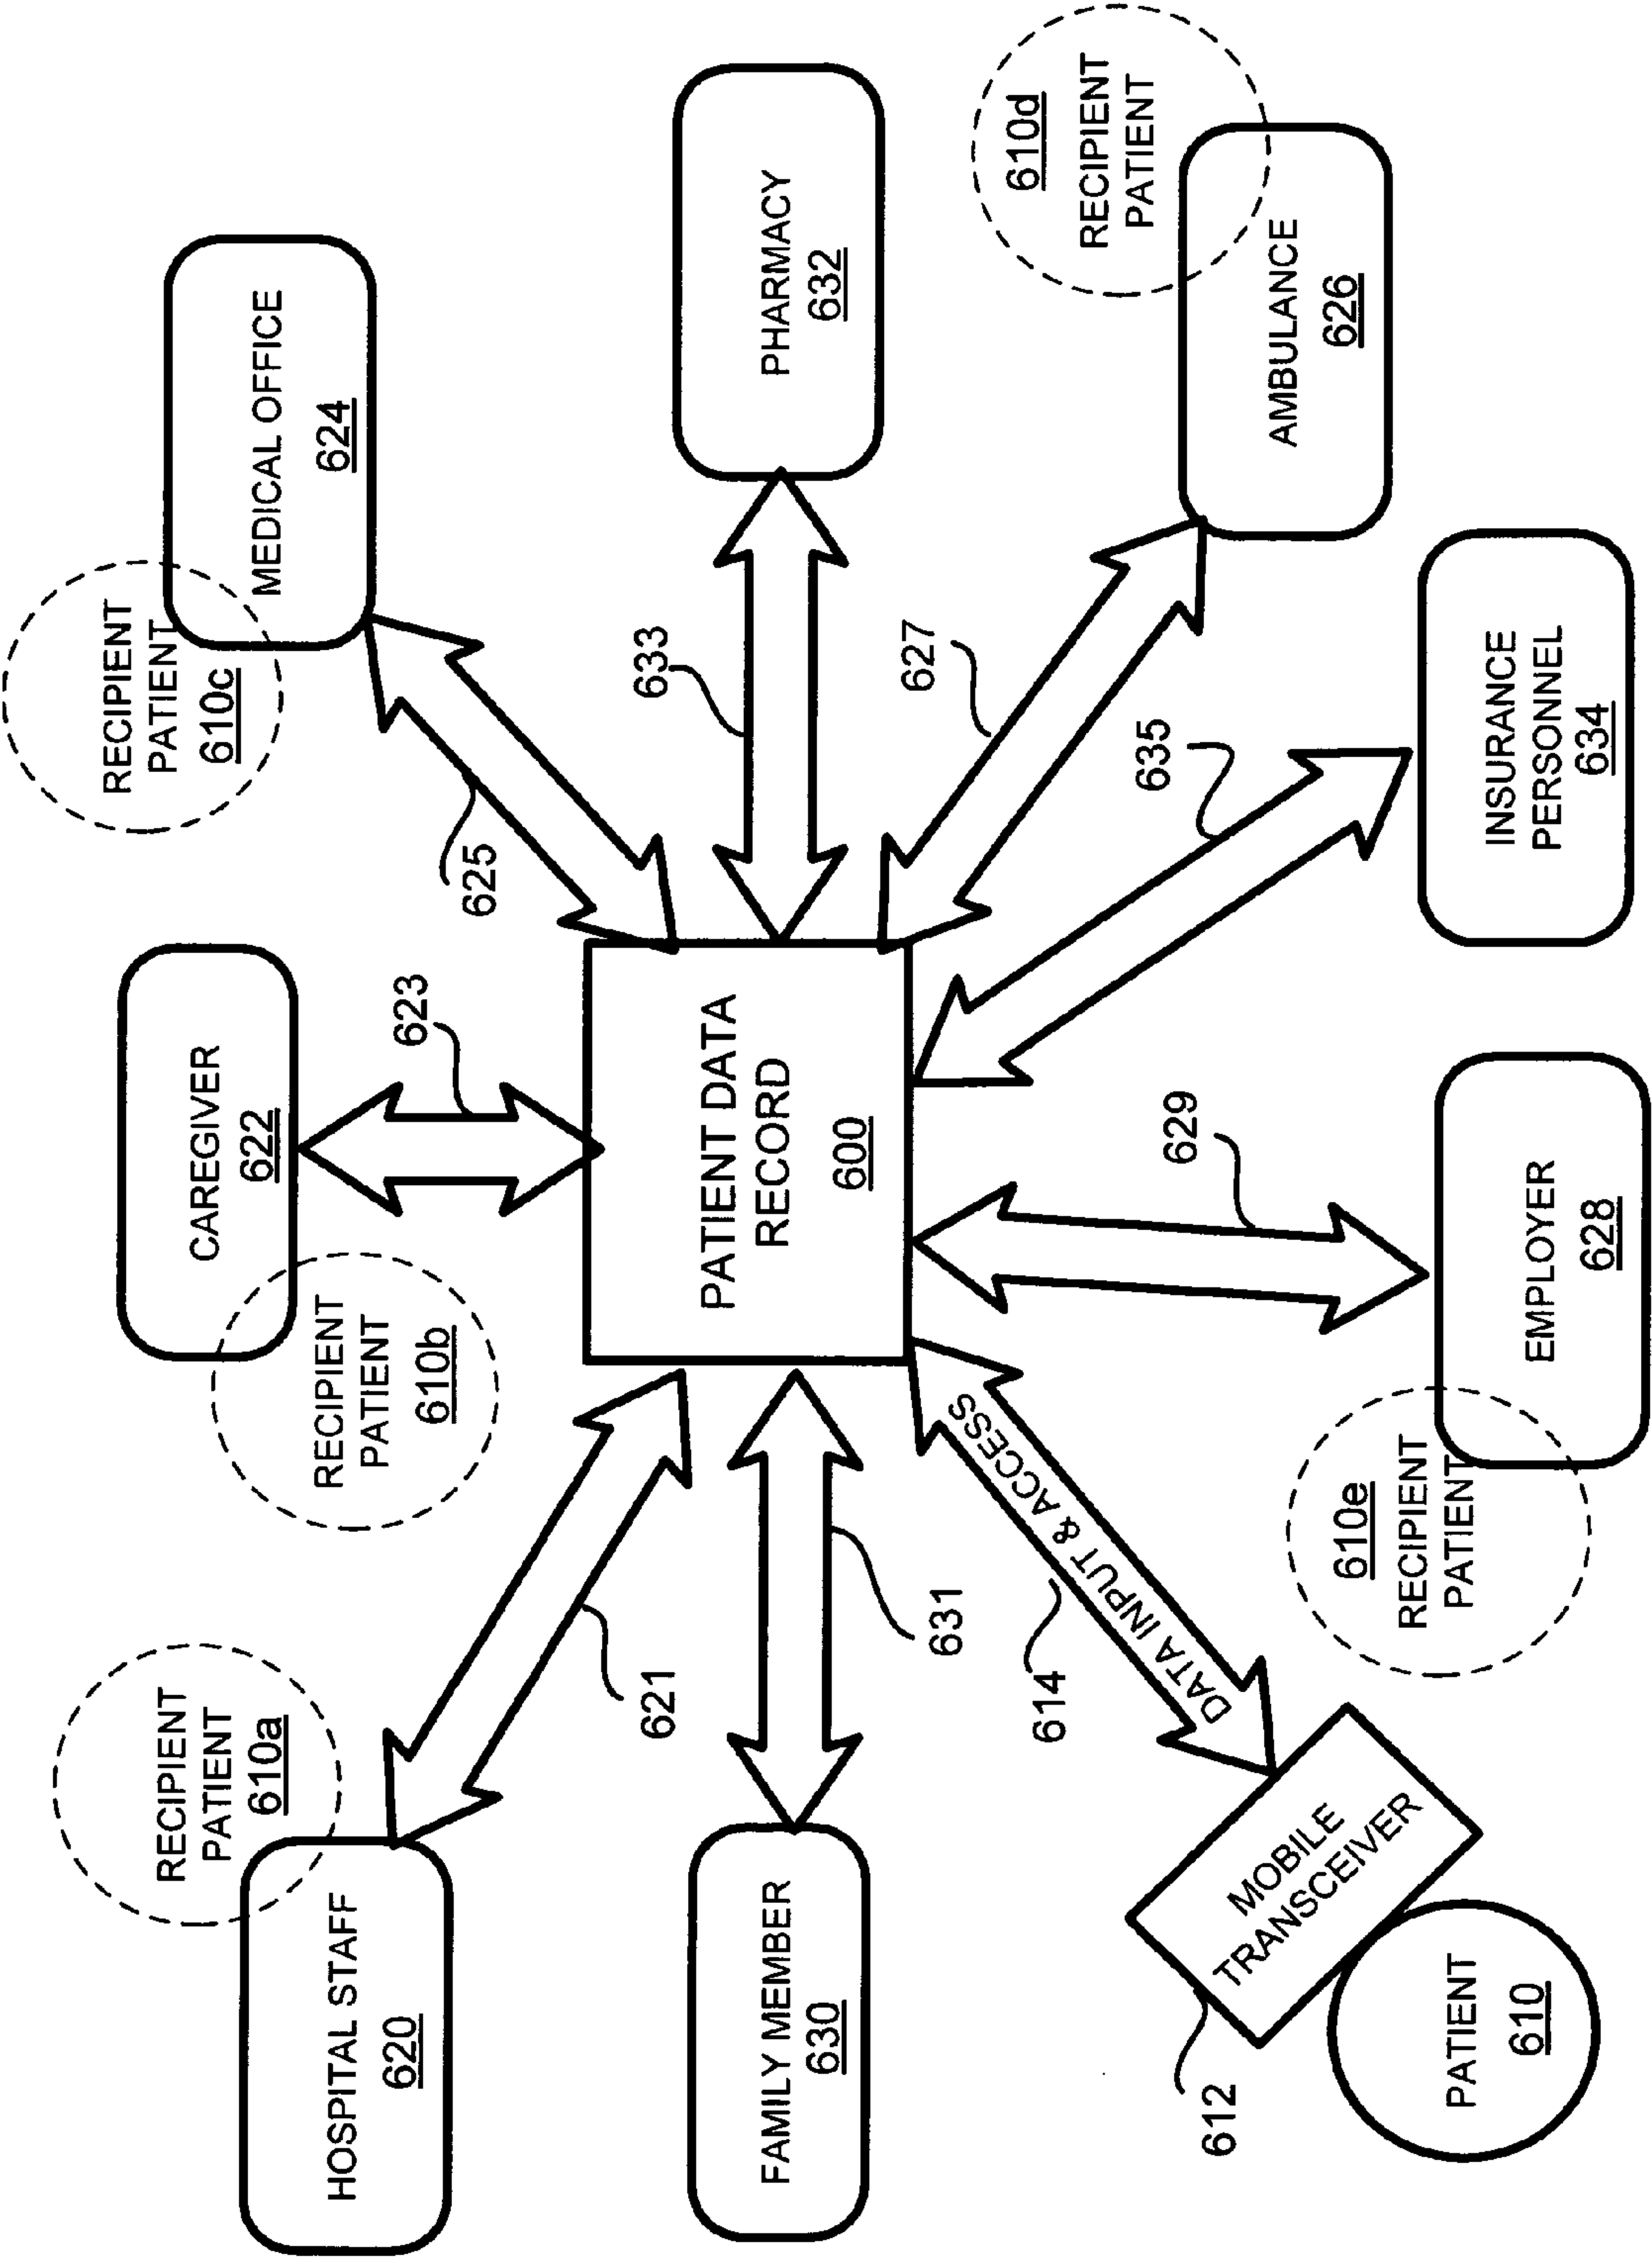 RECIPIENT
PATIENT
610a
HOSPITAL STAFF
620
621
CAREGIVER
622
623
RECIPIENT
PATIENT
610b
RECIPIENT
PATIENT
610c
MEDICAL OFFICE
624
625
FAMILY MEMBER
630
631
PATIENT DATA
RECORD
600
633
PHARMACY
632
610d
RECIPIENT
PATIENT
627
AMBULANCE
626
635
INSURANCE
PERSONNEL
634
629
EMPLOYER
628
610e
RECIPIENT
PATIENT
614
DATA INPUT & ACCESS
612
MOBILE
TRANSCEIVER
PATIENT
610